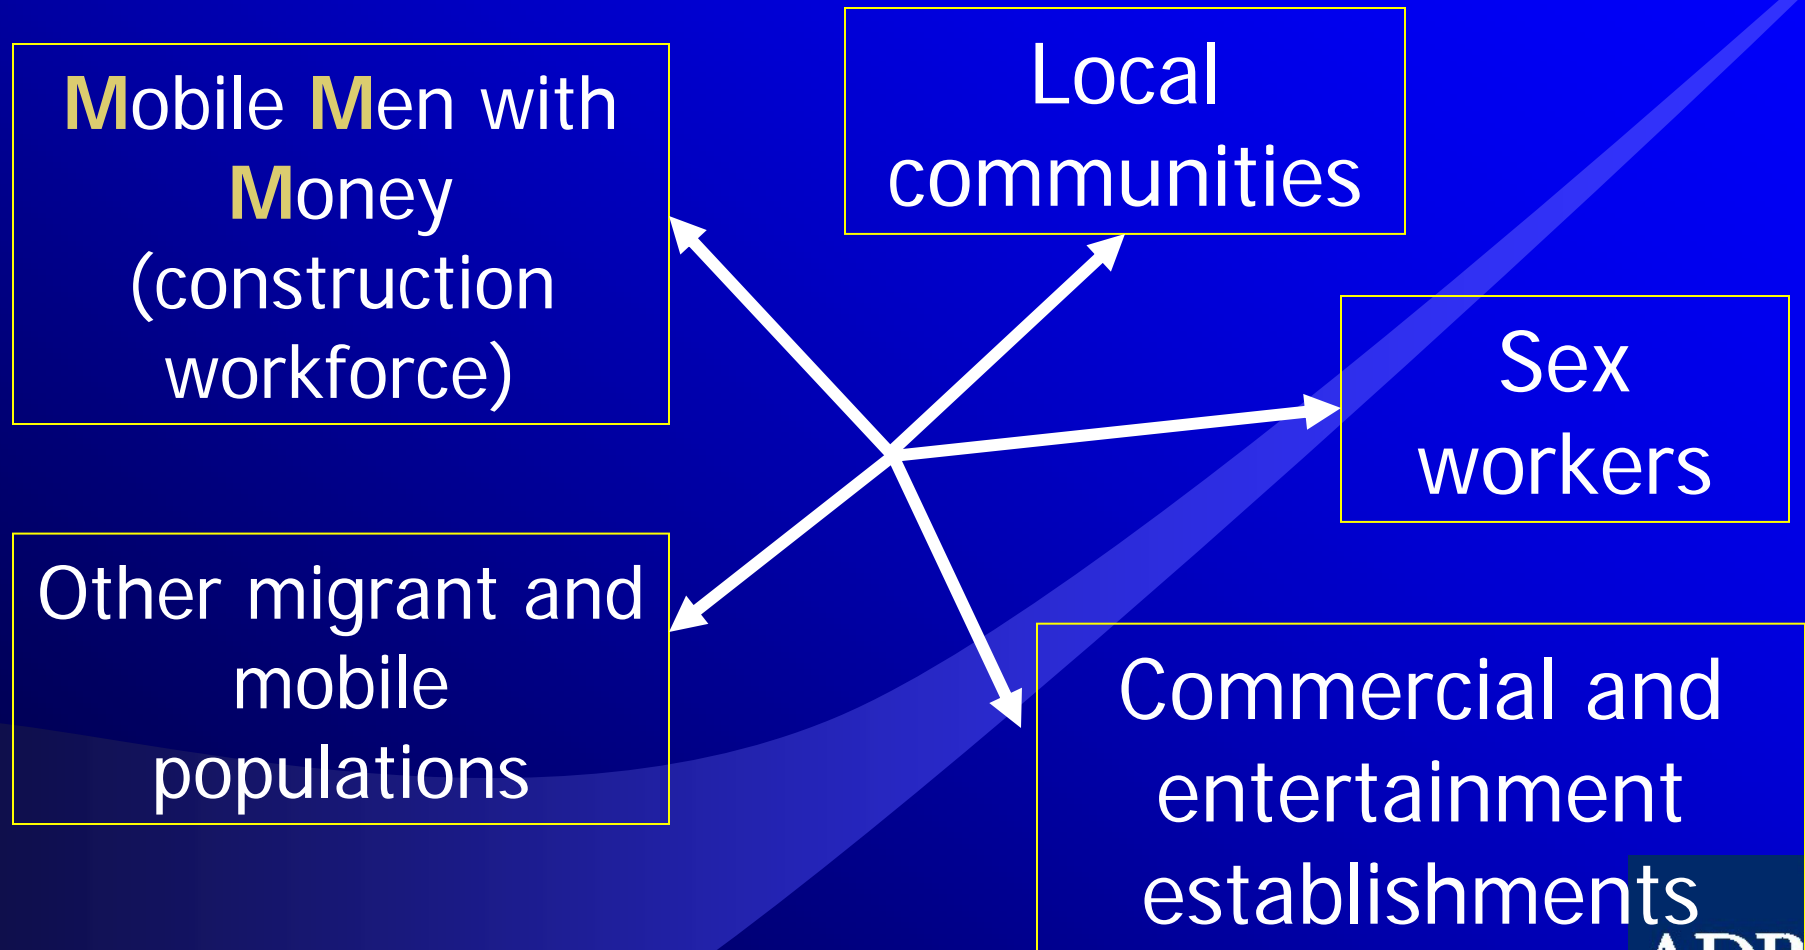 Mobile Men with
Money
(construction
workforce)
Local
communities
Sex
workers
Other migrant and
mobile
populations
Commercial and
entertainment
establishments
ADB